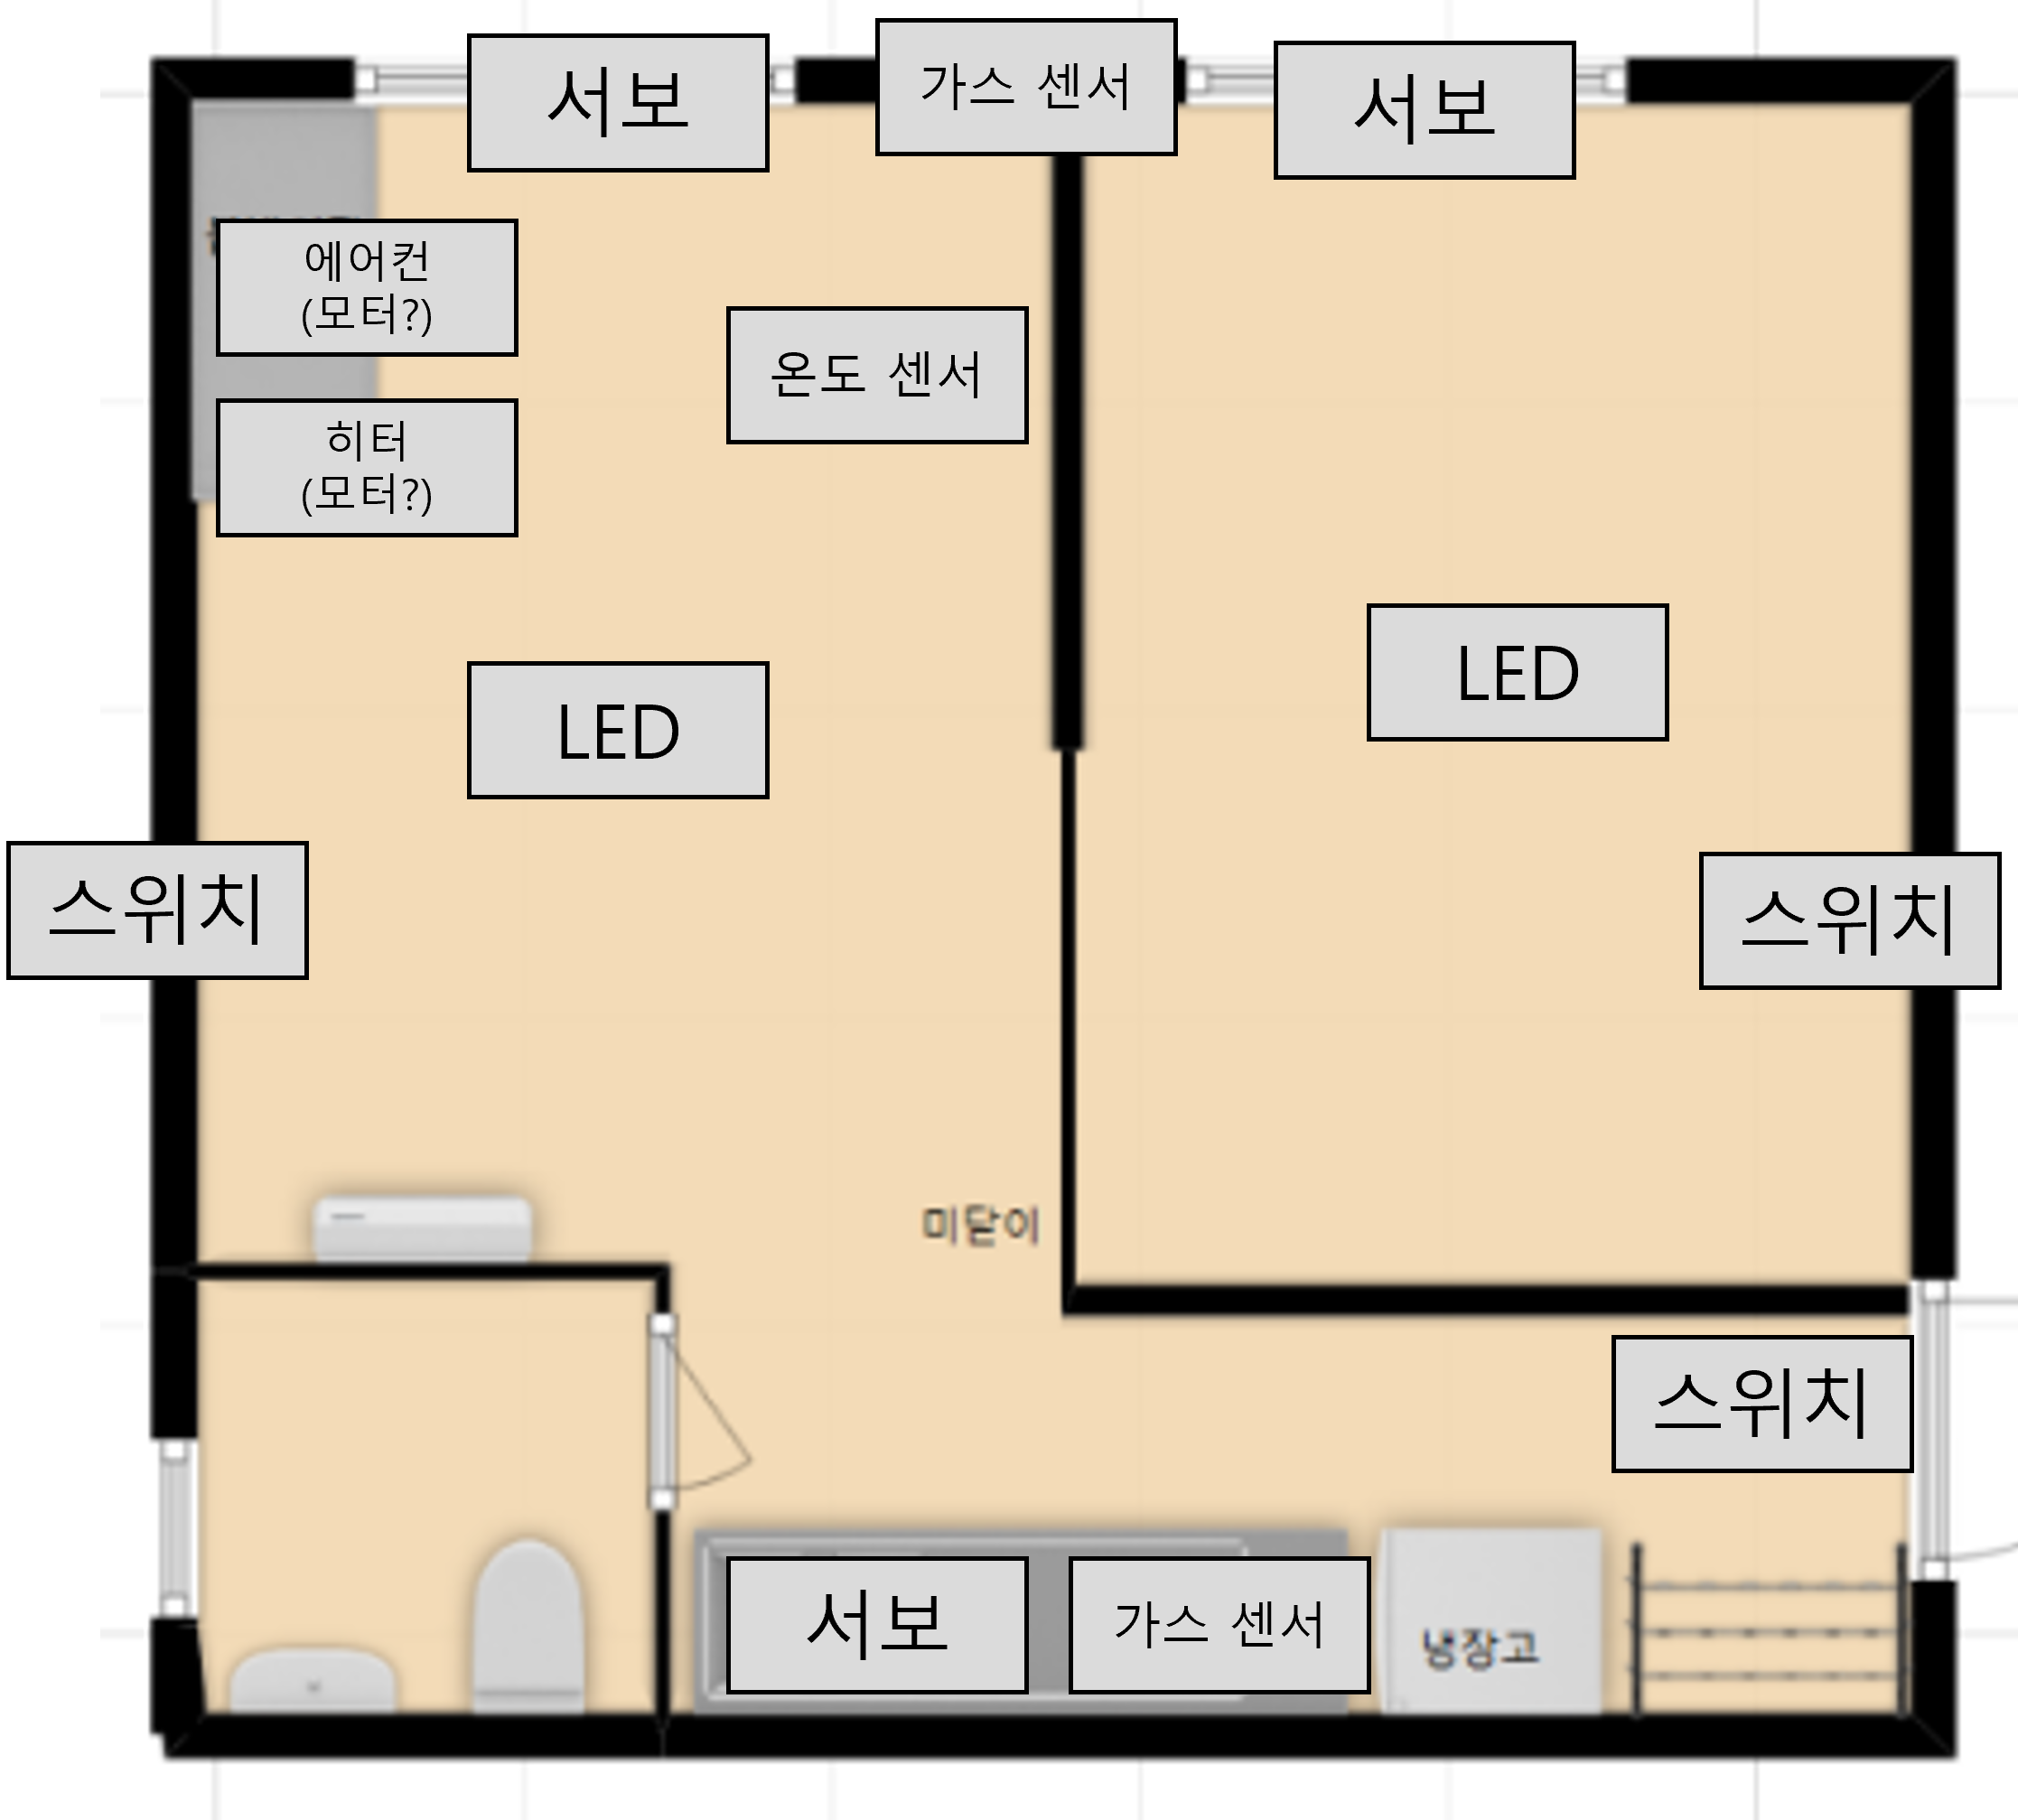 서보
가스 센서
서보
에어컨
(모터?)
온도 센서
히터
(모터?)
LED
LED
스위치
스위치
미닫이
스위치
서보
가스 센서
냉장고